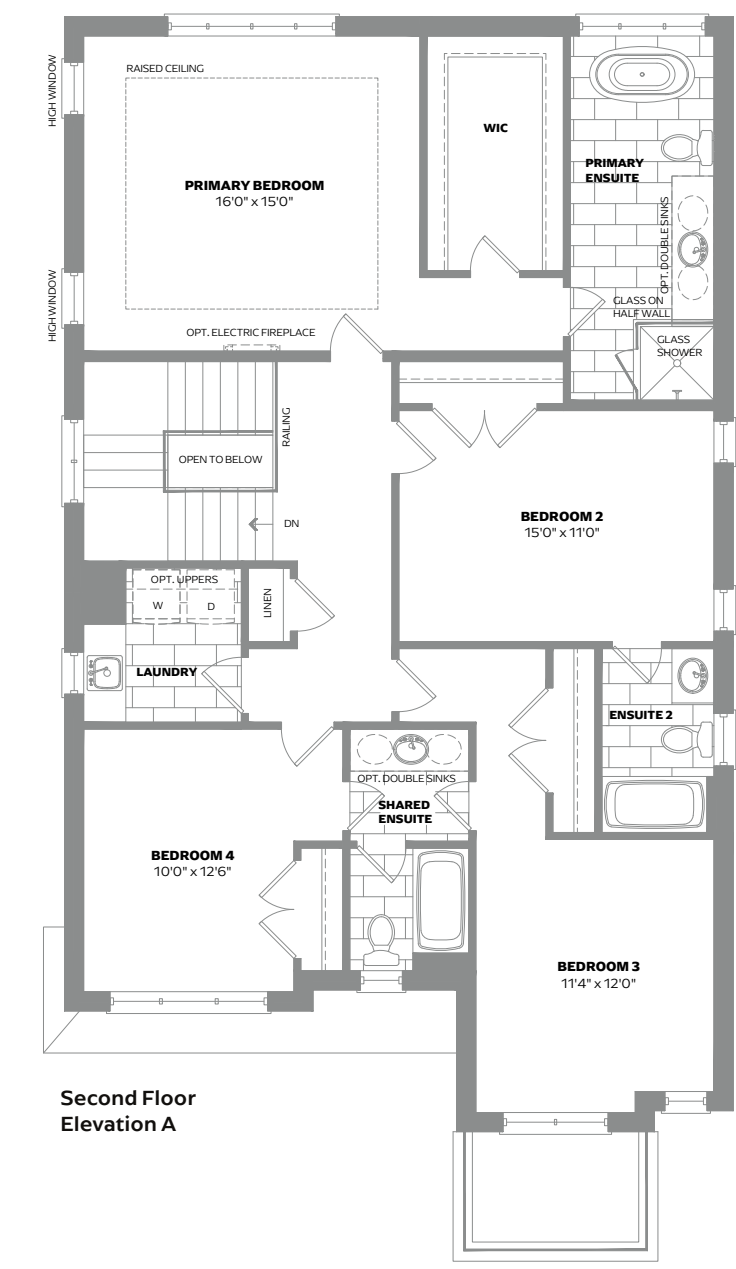 HIGH WINDOW
RAISED CEILING
PRIMARY BEDROOM
16'0" x 15'0"
WIC
PRIMARY
ENSUITE
OPT. DOUBLE SINKS
HIGH WINDOW
OPT. ELECTRIC FIREPLACE
GLASS ON
HALF WALL
GLASS
SHOWER
RAILING
OPEN TO BELOW
DN
BEDROOM 2
15'0" x 11'0"
OPT. UPPERS
W
D
LINEN
LAUNDRY
ENSUITE 2
OPT. DOUBLE SINKS
SHARED
ENSUITE
BEDROOM 4
10'0" x 12'6"
BEDROOM 3
11'4" x 12'0"
Second Floor
Elevation A